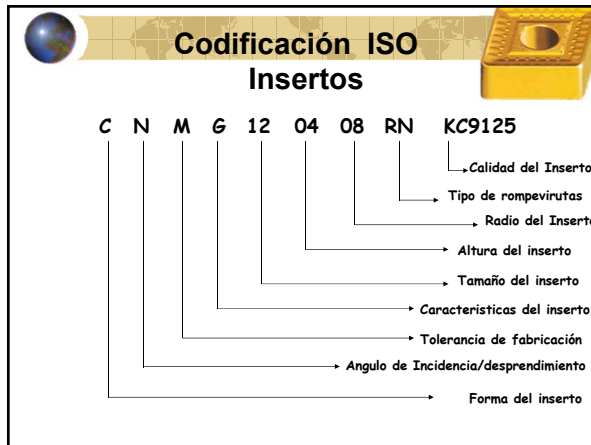 Codificación ISO
Insertos
C N M G 12 04 08 RN KC9125
Calidad del Inserto
Tipo de rompevirutas
Radio del Inserto
Altura del inserto
Tamaño del inserto
Caracteristicas del inserto
Tolerancia de fabricación
Angulo de Incidencia/desprendimiento
Forma del inserto